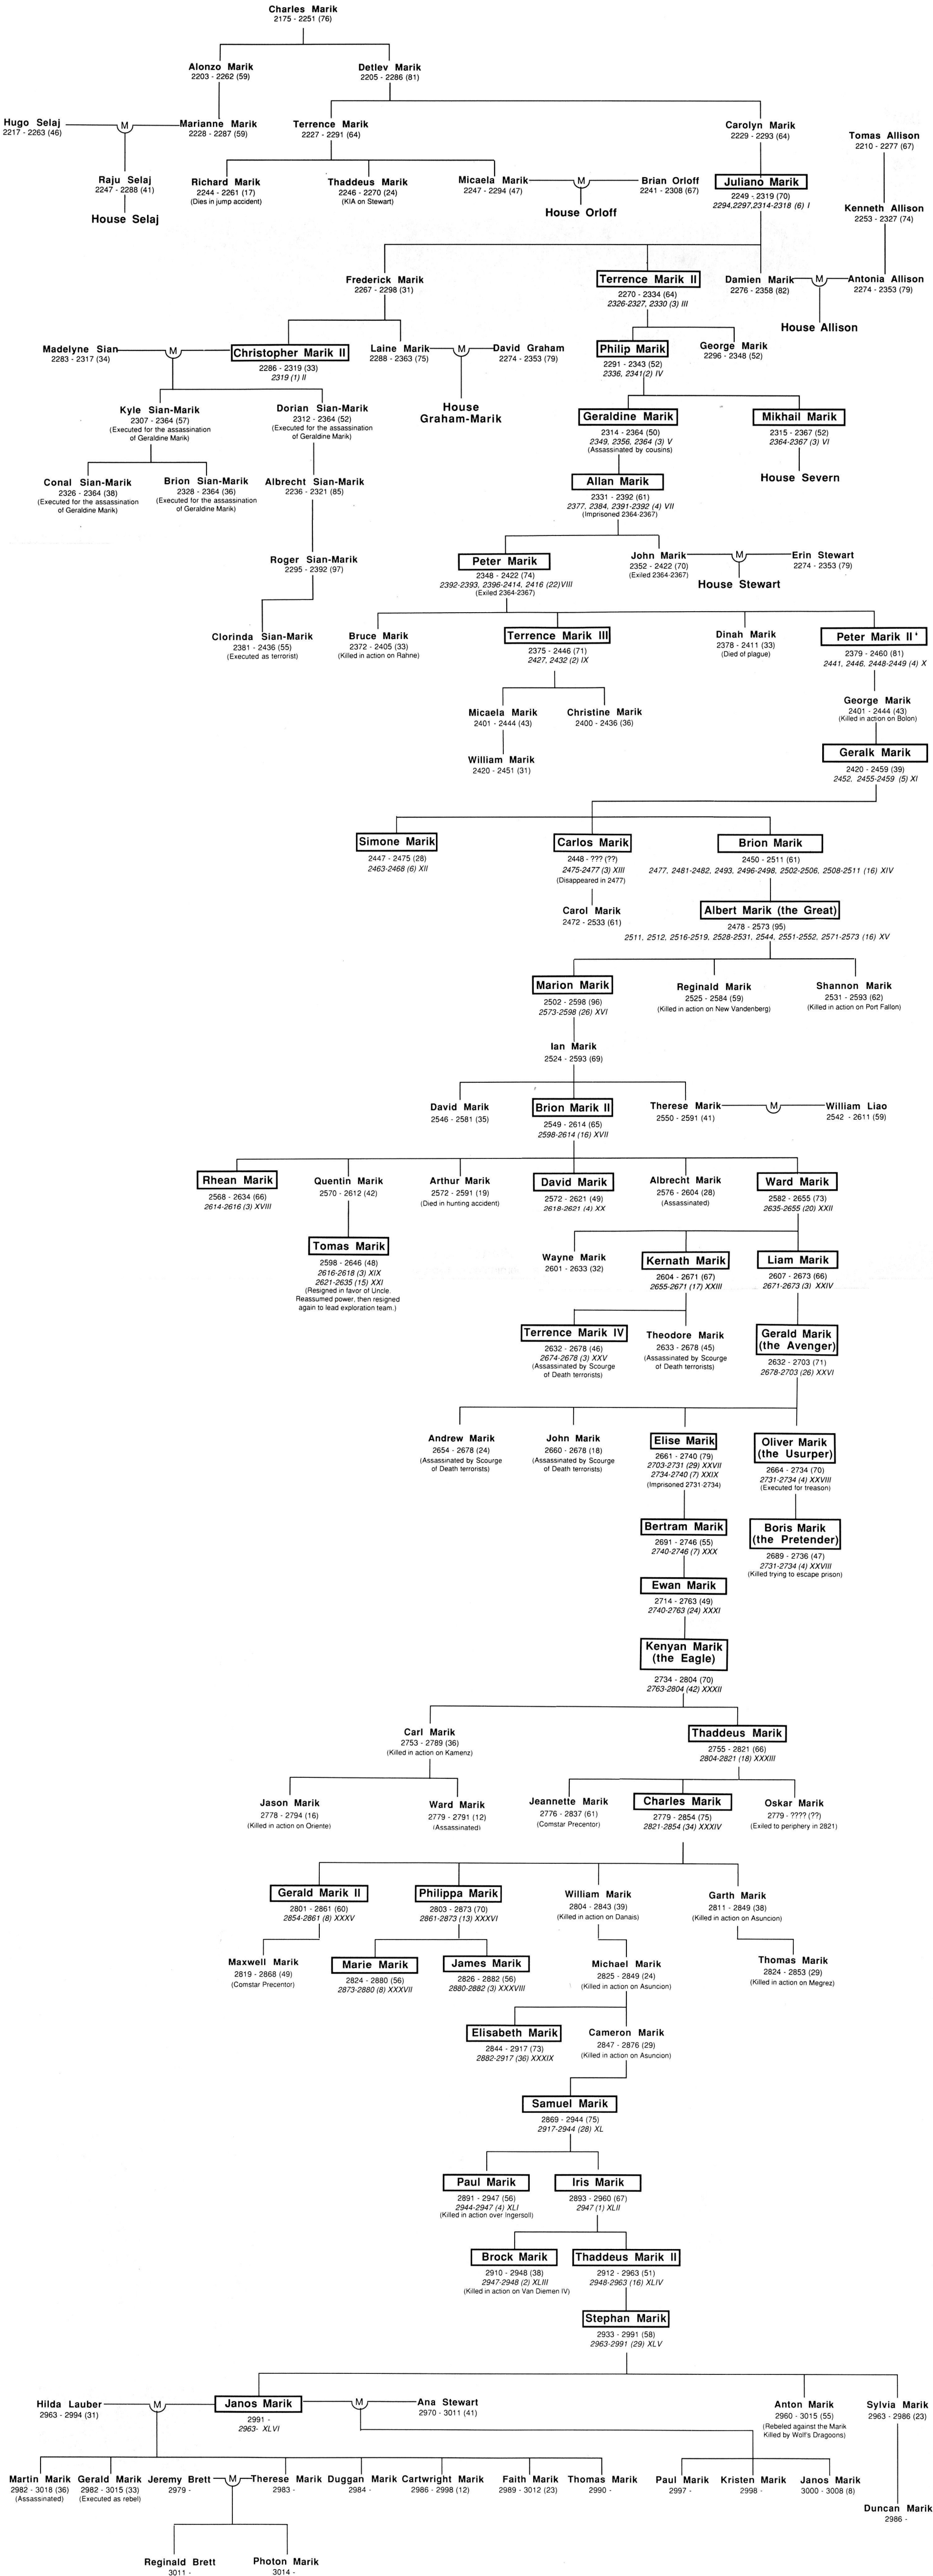 Charles Marik
2175 - 2251 (76)
Alonzo Marik
2203 - 2262 (59)
Detlev Marik
2205 - 2286 (81)
Hugo Selaj
2217 - 2263 (46)
M
Marianne Marik
2228 - 2287 (59)
Terrence Marik
2227 - 2291 (64)
Carolyn Marik
2229 - 2293 (64)
Tomas Allison
2210 - 2277 (67)
Raju Selaj
2247 - 2288 (41)
House Selaj
Richard Marik
2244 - 2261 (17)
(Dies in jump accident)
Thaddeus Marik
2246 - 2270 (24)
(KIA on Stewart)
Micaela Marik
2247 - 2294 (47)
M
Brian Orloff
2241 - 2308 (67)
House Orloff
Juliano Marik
2249 - 2319 (70)
2294,2297,2314-2318 (6) I
Kenneth Allison
2253 - 2327 (74)
Frederick Marik
2267 - 2298 (31)
Terrence Marik II
2270 - 2334 (64)
2326-2327, 2330 (3) III
Damien Marik
2276 - 2358 (82)
M
Antonia Allison
2274 - 2353 (79)
House Allison
Madelyne Sian
2283 - 2317 (34)
M
Christopher Marik II
2286 - 2319 (33)
2319 (1) II
Laine Marik
2288 - 2363 (75)
M
David Graham
2274 - 2353 (79)
House
Graham-Marik
Philip Marik
2291 - 2343 (52)
2336, 2341(2) IV
George Marik
2296 - 2348 (52)
Kyle Sian-Marik
2307 - 2364 (57)
(Executed for the assassination
of Geraldine Marik)
Dorian Sian-Marik
2312 - 2364 (52)
(Executed for the assassination
of Geraldine Marik)
Geraldine Marik
2314 - 2364 (50)
2349, 2356, 2364 (3) V
(Assassinated by cousins)
Mikhail Marik
2315 - 2367 (52)
2364-2367 (3) VI
House Severn
Conal Sian-Marik
2326 - 2364 (38)
(Executed for the assassination
of Geraldine Marik)
Brion Sian-Marik
2328 - 2364 (36)
(Executed for the assassination
of Geraldine Marik)
Albrecht Sian-Marik
2236 - 2321 (85)
Allan Marik
2331 - 2392 (61)
2377, 2384, 2391-2392 (4) VII
(Imprisoned 2364-2367)
Roger Sian-Marik
2295 - 2392 (97)
Peter Marik
2348 - 2422 (74)
2392-2393, 2396-2414, 2416 (22)VIII
(Exiled 2364-2367)
John Marik
2352 - 2422 (70)
(Exiled 2364-2367)
M
Erin Stewart
2274 - 2353 (79)
House Stewart
Clorinda Sian-Marik
2381 - 2436 (55)
(Executed as terrorist)
Bruce Marik
2372 - 2405 (33)
(Killed in action on Rahne)
Terrence Marik III
2375 - 2446 (71)
2427, 2432 (2) IX
Dinah Marik
2378 - 2411 (33)
(Died of plague)
Peter Marik II'
2379 - 2460 (81)
2441, 2446, 2448-2449 (4) X
Micaela Marik
2401 - 2444 (43)
Christine Marik
2400 - 2436 (36)
George Marik
2401 - 2444 (43)
(Killed in action on Bolon)
William Marik
2420 - 2451 (31)
Geralk Marik
2420 - 2459 (39)
2452, 2455-2459 (5) XI
Simone Marik
2447 - 2475 (28)
2463-2468 (6) XII
Carlos Marik
2448 - ??? (??)
2475-2477 (3) XIII
(Disappeared in 2477)
Brion Marik
2450 - 2511 (61)
2477, 2481-2482, 2493, 2496-2498, 2502-2506, 2508-2511 (16) XIV
Carol Marik
2472 - 2533 (61)
Albert Marik (the Great)
2478 - 2573 (95)
2511, 2512, 2516-2519, 2528-2531, 2544, 2551-2552, 2571-2573 (16) XV
Marion Marik
2502 - 2598 (96)
2573-2598 (26) XVI
Reginald Marik
2525 - 2584 (59)
(Killed in action on New Vandenberg)
Shannon Marik
2531 - 2593 (62)
(Killed in action on Port Fallon)
Ian Marik
2524 - 2593 (69)
David Marik
2546 - 2581 (35)
Brion Marik II
2549 - 2614 (65)
2598-2614 (16) XVII
Therese Marik
2550 - 2591 (41)
M
William Liao
2542 - 2611 (59)
Rhean Marik
2568 - 2634 (66)
2614-2616 (3) XVIII
Quentin Marik
2570 - 2612 (42)
Arthur Marik
2572 - 2591 (19)
(Died in hunting accident)
David Marik
2572 - 2621 (49)
2618-2621 (4) XX
Albrecht Marik
2576 - 2604 (28)
(Assassinated)
Ward Marik
2582 - 2655 (73)
2635-2655 (20) XXII
Tomas Marik
2598 - 2646 (48)
2616-2618 (3) XIX
2621-2635 (15) XXI
(Resigned in favor of Uncle.
Reassumed power, then resigned
again to lead exploration team.)
Wayne Marik
2601 - 2633 (32)
Kernath Marik
2604 - 2671 (67)
2655-2671 (17) XXIII
Liam Marik
2607 - 2673 (66)
2671-2673 (3) XXIV
Terrence Marik IV
2632 - 2678 (46)
2674-2678 (3) XXV
(Assassinated by Scourge
of Death terrorists)
Theodore Marik
2633 - 2678 (45)
(Assassinated by Scourge
of Death terrorists)
Gerald Marik
(the Avenger)
2632 - 2703 (71)
2678-2703 (26) XXVI
Andrew Marik
2654 - 2678 (24)
(Assassinated by Scourge
of Death terrorists)
John Marik
2660 - 2678 (18)
(Assassinated by Scourge
of Death terrorists)
Elise Marik
2661 - 2740 (79)
2703-2731 (29) XXVII
2734-2740 (7) XXIX
(Imprisoned 2731-2734)
Oliver Marik
(the Usurper)
2664 - 2734 (70)
2731-2734 (4) XXVIII
(Executed for treason)
Bertram Marik
2691 - 2746 (55)
2740-2746 (7) XXX
Boris Marik
(the Pretender)
2689 - 2736 (47)
2731-2734 (4) XXVIII
(Killed trying to escape prison)
Ewan Marik
2714 - 2763 (49)
2740-2763 (24) XXXI
Kenyan Marik
(the Eagle)
2734 - 2804 (70)
2763-2804 (42) XXXII
Carl Marik
2753 - 2789 (36)
(Killed in action on Kamenz)
Thaddeus Marik
2755 - 2821 (66)
2804-2821 (18) XXXIII
Jason Marik
2778 - 2794 (16)
(Killed in action on Oriente)
Ward Marik
2779 - 2791 (12)
(Assassinated)
Jeannette Marik
2776 - 2837 (61)
(Comstar Precentor)
Charles Marik
2779 - 2854 (75)
2821-2854 (34) XXXIV
Oskar Marik
2779 - ???? (??)
(Exiled to periphery in 2821)
Gerald Marik II
2801 - 2861 (60)
2854-2861 (8) XXXV
Philippa Marik
2803 - 2873 (70)
2861-2873 (13) XXXVI
William Marik
2804 - 2843 (39)
(Killed in action on Danais)
Garth Marik
2811 - 2849 (38)
(Killed in action on Asuncion)
Maxwell Marik
2819 - 2868 (49)
(Comstar Precentor)
Marie Marik
2824 - 2880 (56)
2873-2880 (8) XXXVII
James Marik
2826 - 2882 (56)
2880-2882 (3) XXXVIII
Michael Marik
2825 - 2849 (24)
(Killed in action on Asuncion)
Thomas Marik
2824 - 2853 (29)
(Killed in action on Megrez)
Elisabeth Marik
2844 - 2917 (73)
2882-2917 (36) XXXIX
Cameron Marik
2847 - 2876 (29)
(Killed in action on Asuncion)
Samuel Marik
2869 - 2944 (75)
2917-2944 (28) XL
Paul Marik
2891 - 2947 (56)
2944-2947 (4) XLI
(Killed in action over Ingersoll)
Iris Marik
2893 - 2960 (67)
2947 (1) XLII
Brock Marik
2910 - 2948 (38)
2947-2948 (2) XLIII
(Killed in action on Van Diemen IV)
Thaddeus Marik II
2912 - 2963 (51)
2948-2963 (16) XLIV
Stephan Marik
2933 - 2991 (58)
2963-2991 (29) XLV
Hilda Lauber
2963 - 2994 (31)
M
Janos Marik
2991 -
2963- XLVI
M
Ana Stewart
2970 - 3011 (41)
Anton Marik
2960 - 3015 (55)
(Rebeled against the Marik
Killed by Wolf's Dragoons)
Sylvia Marik
2963 - 2986 (23)
Martin Marik
2982 - 3018 (36)
(Assassinated)
Gerald Marik
2982 - 3015 (33)
(Executed as rebel)
Jeremy Brett
2979 -
M
Therese Marik
2983 -
Duggan Marik
2984 -
Cartwright Marik
2986 - 2998 (12)
Faith Marik
2989 - 3012 (23)
Thomas Marik
2990 -
Paul Marik
2997 -
Kristen Marik
2998 -
Janos Marik
3000 - 3008 (8)
Duncan Marik
2986 -
Reginald Brett
3011 -
Photon Marik
3014 -